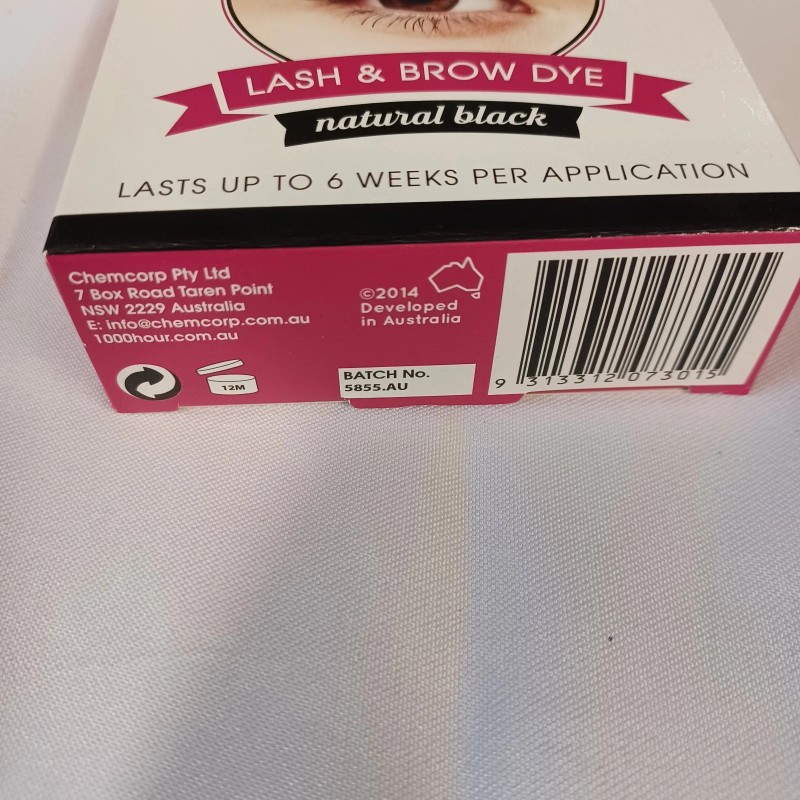 LASH & BROW DYE
natural black
LASTS UP TO 6 WEEKS PER APPLICATION
Chemcorp Pty Ltd
7 Box Road Taren Point
NSW 2229 Australia
E: info@chemcorp.com.au
1000hour.com.au
©2014
Developed
in Australia
12M
BATCH No.
5855.AU
9 313312 073015